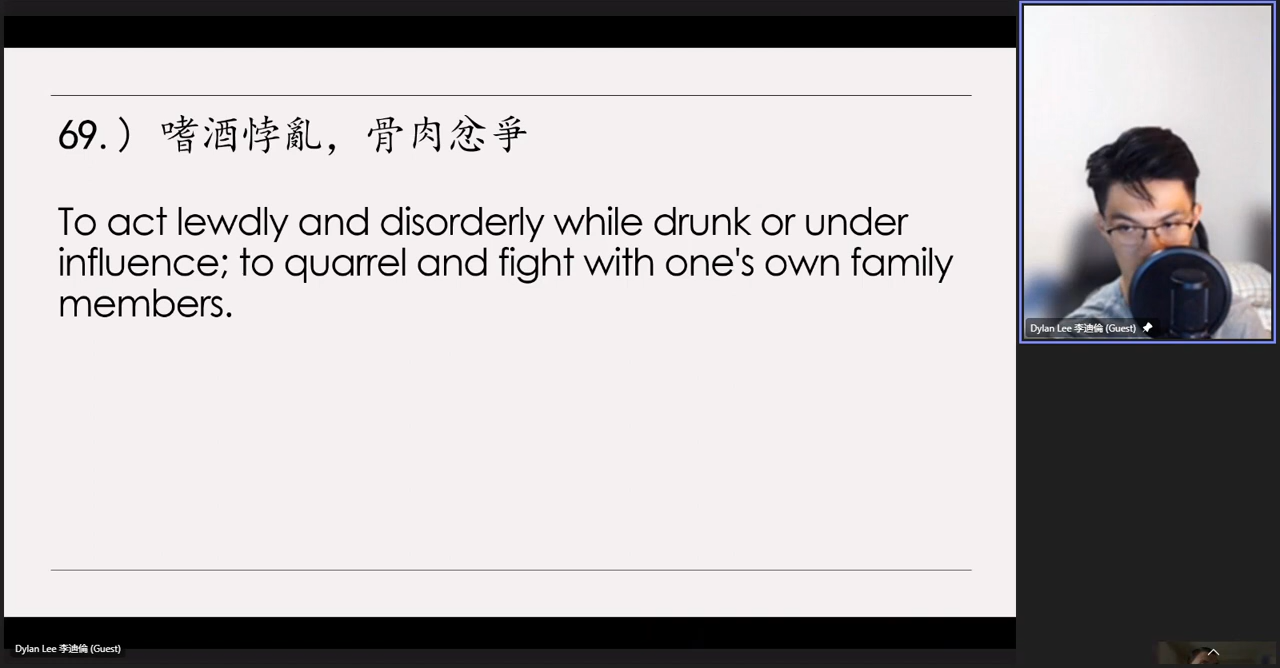 69.）嗜酒悖亂，骨肉忿爭
To act lewdly and disorderly while drunk or under
influence; to quarrel and fight with one's own family
members.
Dylan Lee 李迪倫 (Guest)
Dylan Lee 李迪倫 (Guest)